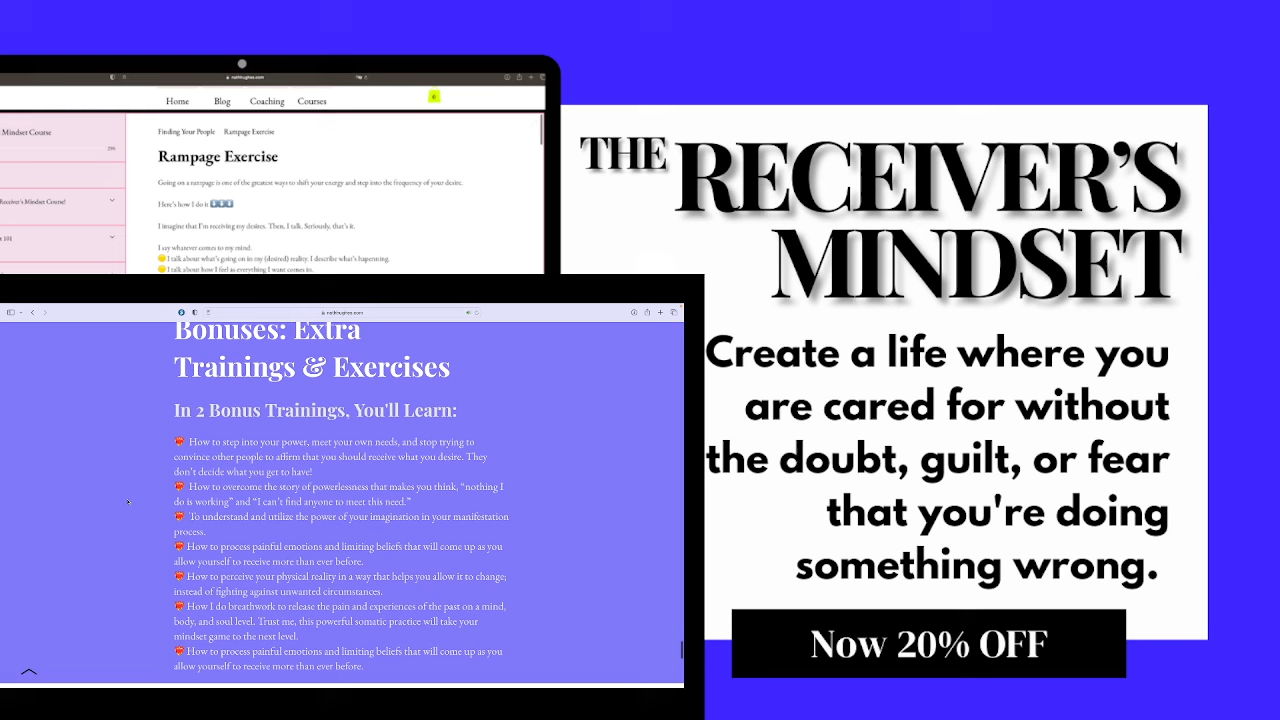 nathhughes.com
Home Blog Coaching Courses
6
Mindset Course
Finding Your People Rampage Exercise
Rampage Exercise
Going on a rampage is one of the greatest ways to shift your energy and step into the frequency of your desire.
Receiver's Mindset Course!
Here's how I do it ⬇️⬇️⬇️
I imagine that I'm receiving my desires. Then, I talk. Seriously, that's it.
101
I say whatever comes to my mind.
I talk about what's going on in my (desired) reality. I describe what's happening.
I talk about how I feel as everything I want comes in.
nathhughes.com
Bonuses: Extra
Trainings & Exercises
In 2 Bonus Trainings, You'll Learn:
How to step into your power, meet your own needs, and stop trying to
convince other people to affirm that you should receive what you desire. They
don't decide what you get to have!
How to overcome the story of powerlessness that makes you think, “nothing I
do is working” and “I can't find anyone to meet this need.”
To understand and utilize the power of your imagination in your manifestation
process.
How to process painful emotions and limiting beliefs that will come up as you
allow yourself to receive more than ever before.
How to perceive your physical reality in a way that helps you allow it to change;
instead of fighting against unwanted circumstances.
How I do breathwork to release the pain and experiences of the past on a mind,
body, and soul level. Trust me, this powerful somatic practice will take your
mindset game to the next level.
How to process painful emotions and limiting beliefs that will come up as you
allow yourself to receive more than ever before.
THE RECEIVER'S
MINDSET
Create a life where you
are cared for without
the doubt, guilt, or fear
that you're doing
something wrong.
Now 20% OFF